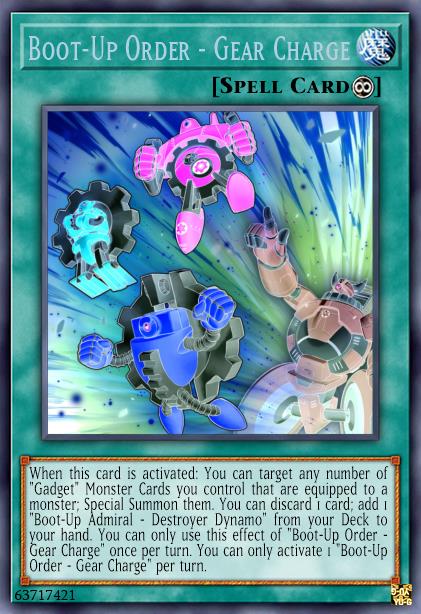 Boot-Up Order - Gear Charge
[Spell Card]
When this card is activated: You can target any number of
"Gadget" Monster Cards you control that are equipped to a
monster; Special Summon them. You can discard 1 card; add 1
"Boot-Up Admiral - Destroyer Dynamo" from your Deck to
your hand. You can only use this effect of "Boot-Up Order -
Gear Charge" once per turn. You can only activate 1 "Boot-Up
Order - Gear Charge" per turn.
63717421